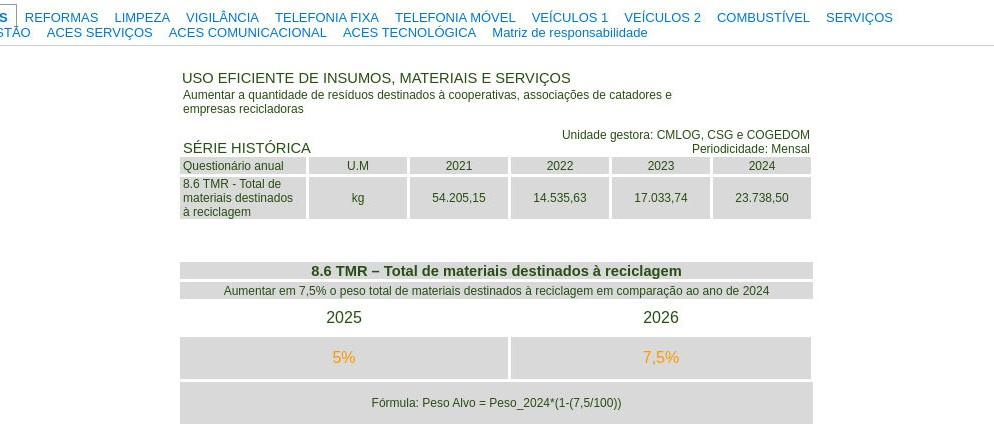 S REFORMAS LIMPEZA VIGILÂNCIA TELEFONIA FIXA TELEFONIA MÓVEL VEÍCULOS 1 VEÍCULOS 2 COMBUSTÍVEL SERVIÇOS
STÃO ACES SERVIÇOS ACES COMUNICACIONAL ACES TECNOLÓGICA Matriz de responsabilidade
USO EFICIENTE DE INSUMOS, MATERIAIS E SERVIÇOS
Aumentar a quantidade de resíduos destinados à cooperativas, associações de catadores e
empresas recicladoras
Unidade gestora: CMLOG, CSG e COGEDOM
SÉRIE HISTÓRICA Periodicidade: Mensal
Questionário anual U.M 2021 2022 2023 2024
8.6 TMR - Total de
materiais destinados kg 54.205,15 14.535,63 17.033,74 23.738,50
à reciclagem
8.6 TMR – Total de materiais destinados à reciclagem
Aumentar em 7,5% o peso total de materiais destinados à reciclagem em comparação ao ano de 2024
2025 2026
5% 7,5%
Fórmula: Peso Alvo = Peso_2024*(1-(7,5/100))